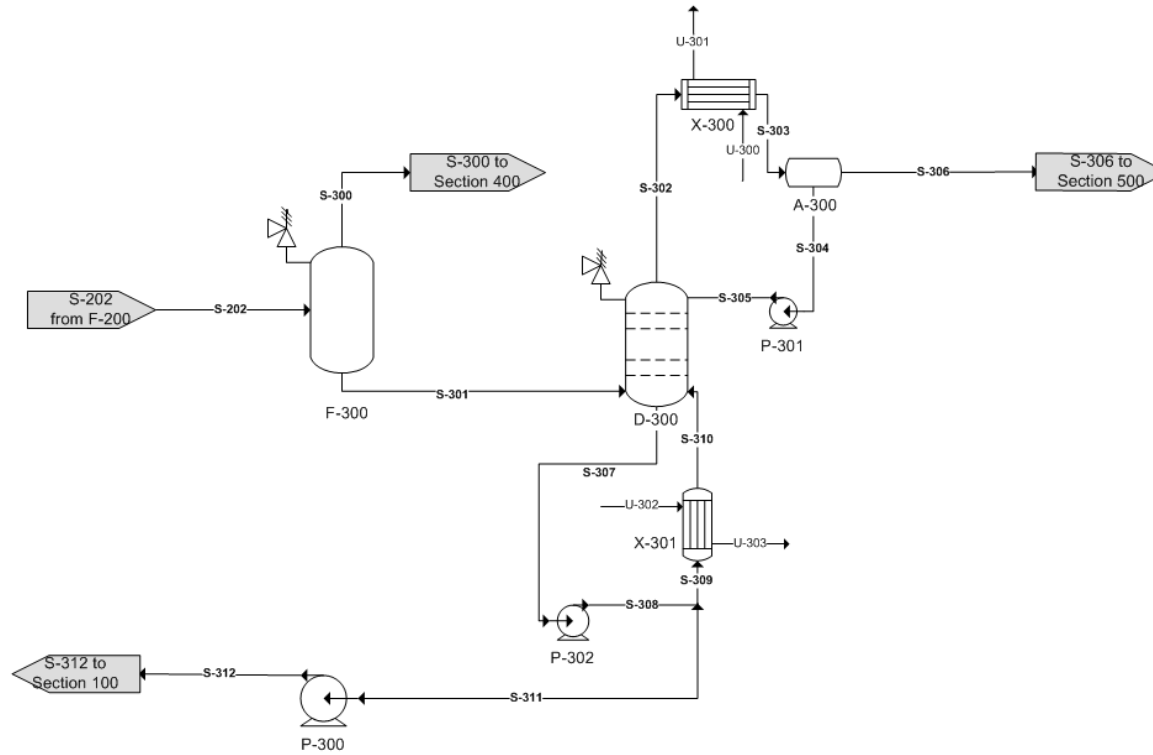 U-301
X-300
S-303
U-300
S-300 to
Section 400
S-306 to
Section 500
S-300
S-302
S-306
A-300
S-304
S-202
from F-200
S-202
S-305
P-301
F-300
S-301
D-300
S-310
S-307
U-302
X-301
U-303
S-309
S-308
P-302
S-312 to
Section 100
S-312
S-311
P-300